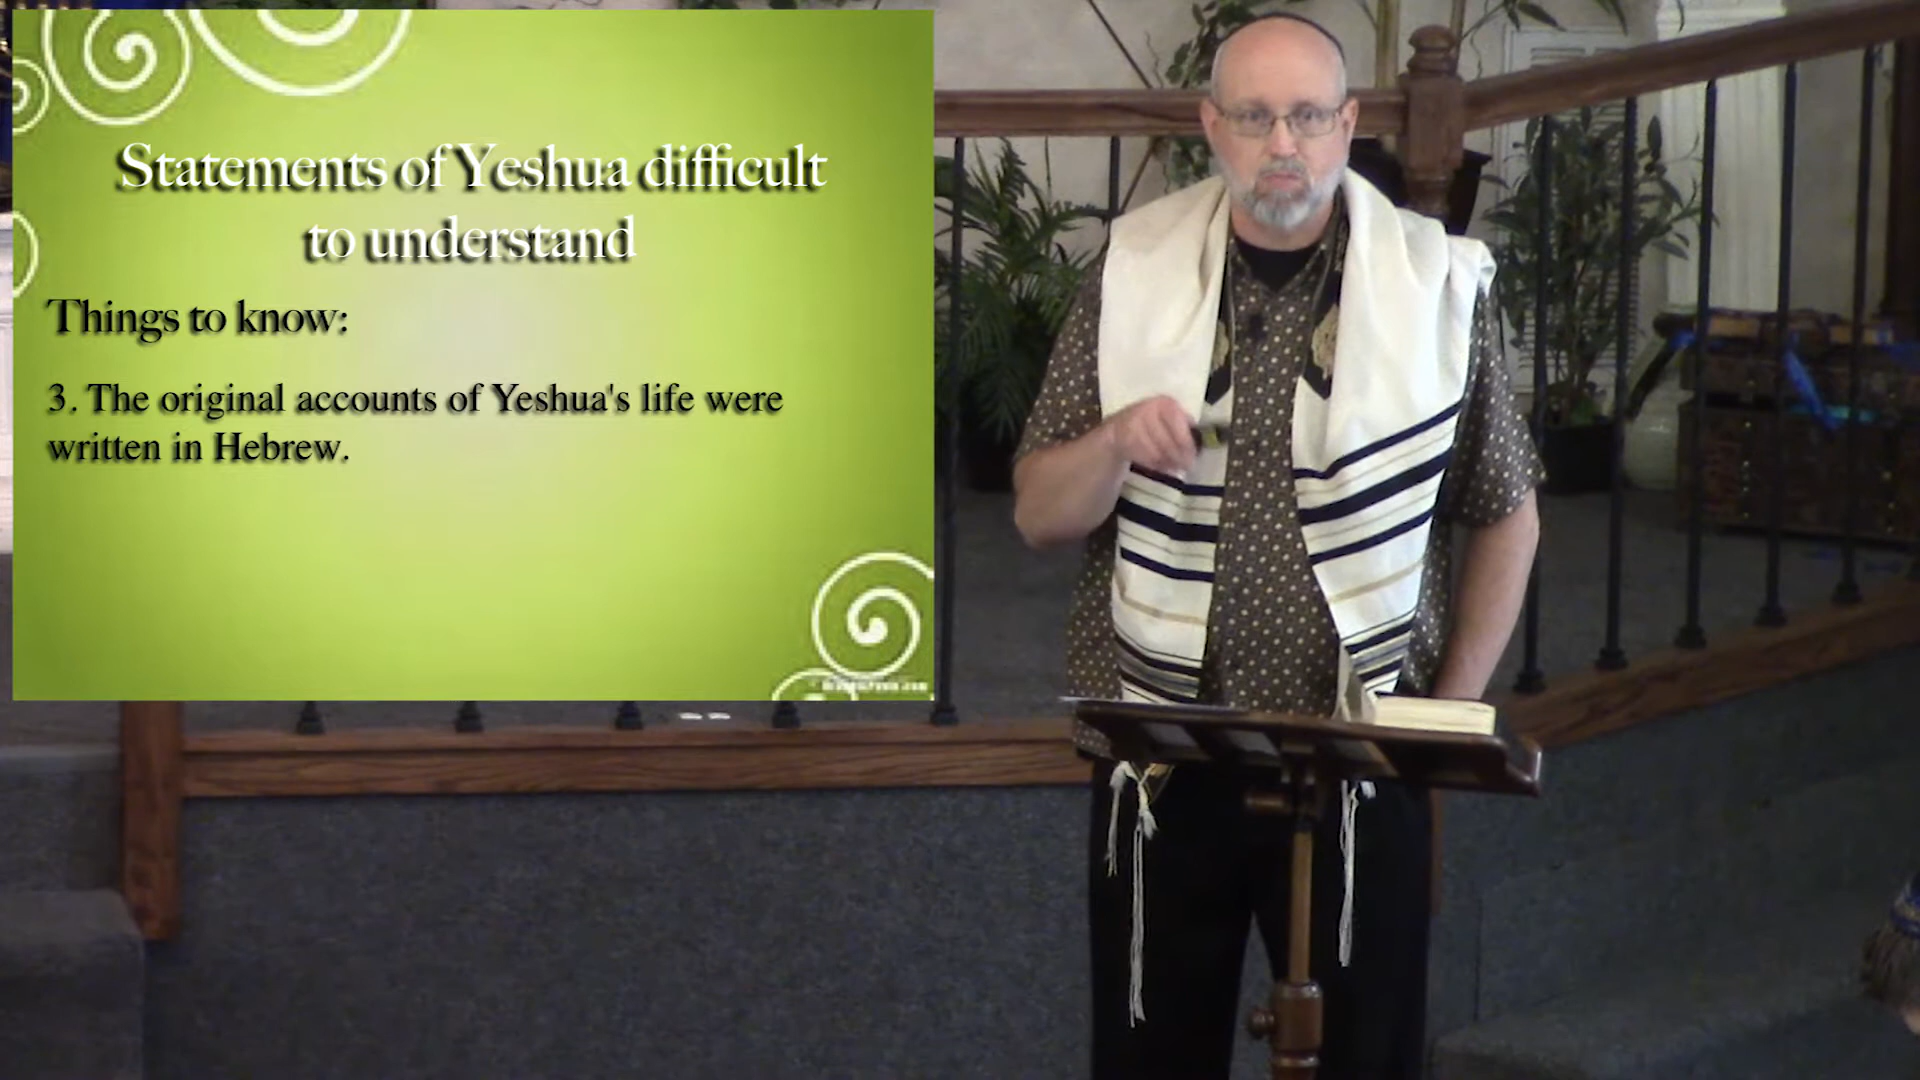 Statements of Yeshua difficult
to understand
Things to know:
3. The original accounts of Yeshua's life were
written in Hebrew.